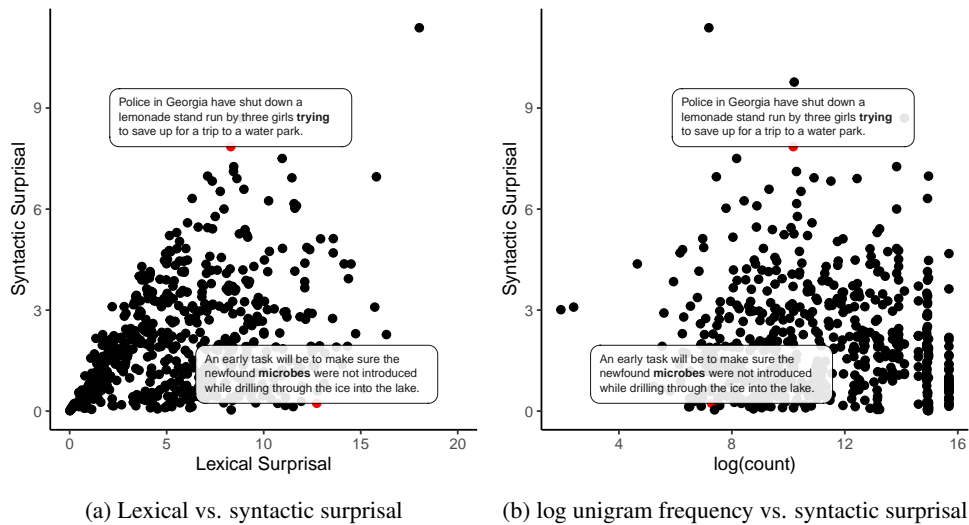 Syntactic Surprisal
9
6
3
0
Police in Georgia have shut down a
lemonade stand run by three girls trying
to save up for a trip to a water park.
An early task will be to make sure the
newfound microbes were not introduced
while drilling through the ice into the lake.
0
5
10
15
20
Lexical Surprisal
(a) Lexical vs. syntactic surprisal
Syntactic Surprisal
9
6
3
0
Police in Georgia have shut down a
lemonade stand run by three girls trying
to save up for a trip to a water park.
An early task will be to make sure the
newfound microbes were not introduced
while drilling through the ice into the lake.
4
8
12
16
log(count)
(b) log unigram frequency vs. syntactic surprisal